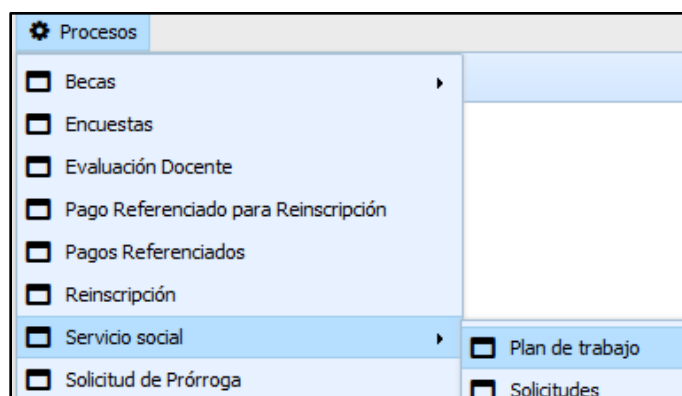 Procesos
Becas
Encuestas
Evaluación Docente
Pago Referenciado para Reinscripción
Pagos Referenciados
Reinscripción
Servicio social
Plan de trabajo
Solicitud de Prórroga
Solicitudes